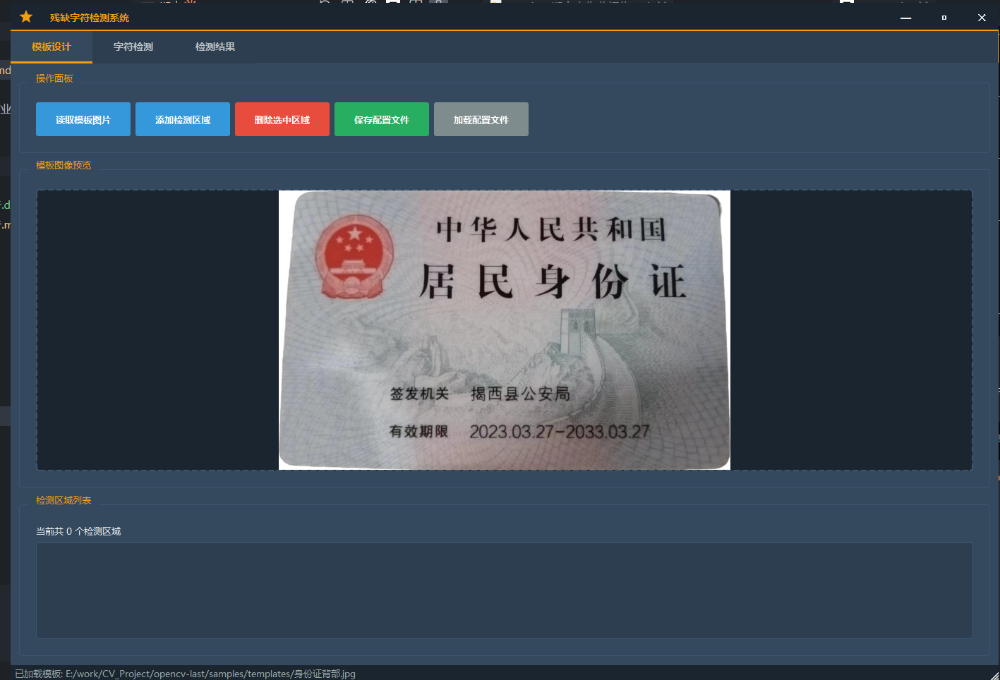 残缺字符检测系统
模板设计 字符检测 检测结果
操作面板
读取模板图片 添加检测区域 删除选中区域 保存配置文件 加载配置文件
模板图像预览
中华人民共和国
居民身份证
签发机关 揭西县公安局
有效期限 2023.03.27-2033.03.27
检测区域列表
当前共 0 个检测区域
已加载模板: E:/work/CV_Project/opencv-last/samples/templates/身份证背部.jpg